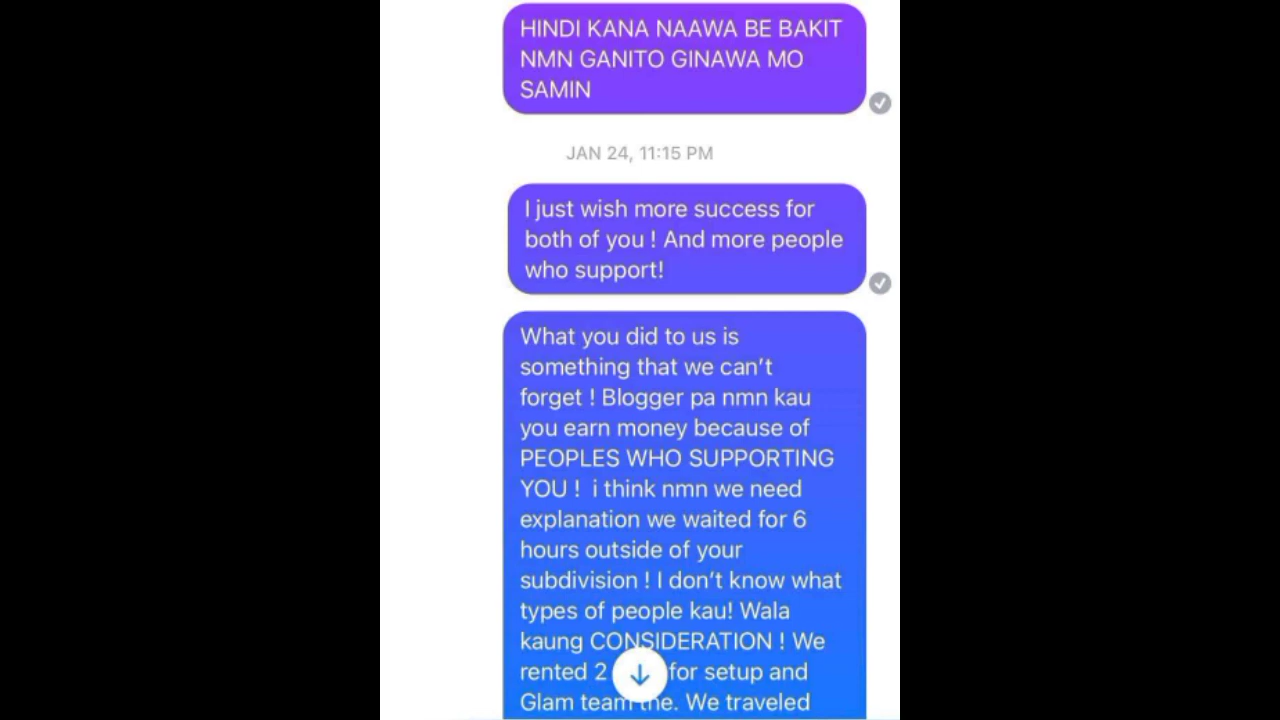 HINDI KANA NAAWA BE BAKIT
NMN GANITO GINAWA MO
SAMIN
JAN 24, 11:15 PM
I just wish more success for
both of you ! And more people
who support!
What you did to us is
something that we can't
forget ! Blogger pa nmn kau
you earn money because of
PEOPLES WHO SUPPORTING
YOU !  i think nmn we need
explanation we waited for 6
hours outside of your
subdivision ! I don't know what
types of people kau! Wala
kaung CONSIDERATION ! We
rented 2 for setup and
Glam team the. We traveled